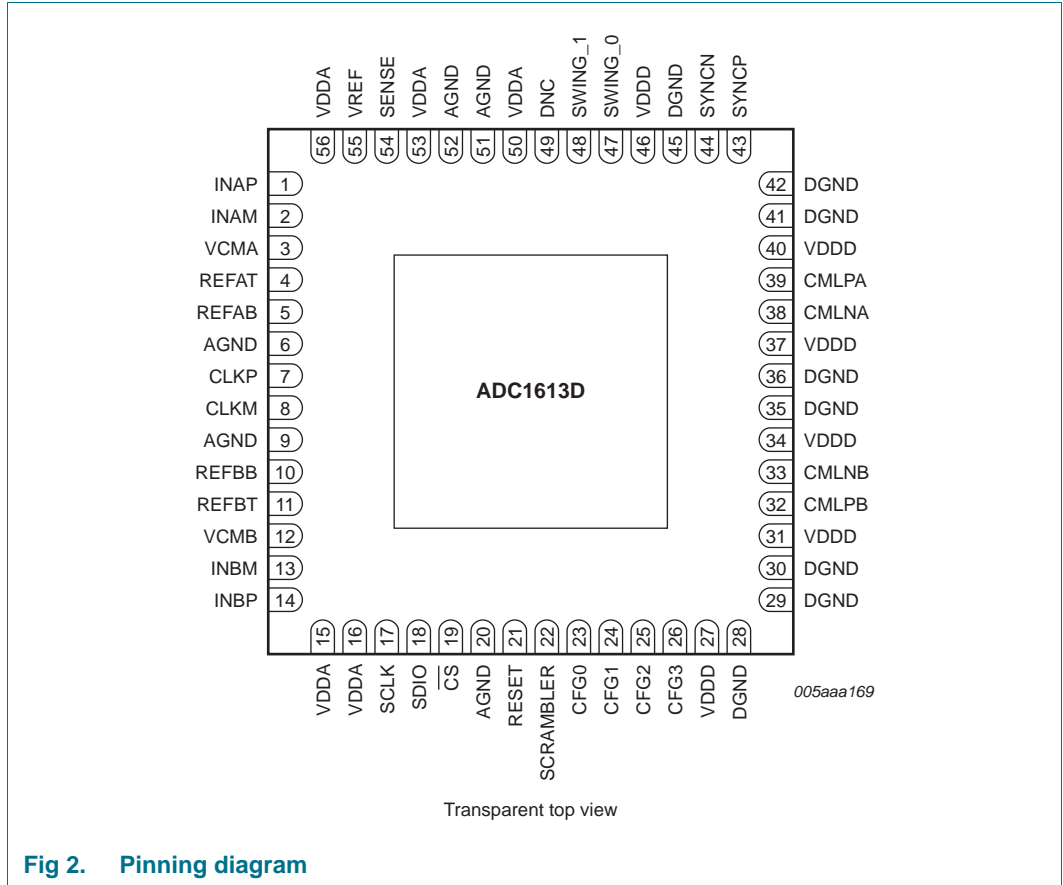 VDDA
VREF
SENSE
VDDA
AGND
AGND
VDDA
DNC
SWING_1
SWING_0
VDDD
DGND
SYNCN
SYNCP
56
55
54
53
52
51
50
49
48
47
46
45
44
43
INAP 1
INAM 2
VCMA 3
REFAT 4
REFAB 5
AGND 6
CLKP 7
CLKM 8
AGND 9
REFBB 10
REFBT 11
VCMB 12
INBM 13
INBP 14
ADC1613D
42 DGND
41 DGND
40 VDDD
39 CMLPA
38 CMLNA
37 VDDD
36 DGND
35 DGND
34 VDDD
33 CMLNB
32 CMLPB
31 VDDD
30 DGND
29 DGND
15
16
17
18
19
20
21
22
23
24
25
26
27
28
VDDA
VDDA
SCLK
SDIO
CS
AGND
RESET
SCRAMBLER
CFG0
CFG1
CFG2
CFG3
VDDD
DGND
005aaa169
Transparent top view
Fig 2. Pinning diagram